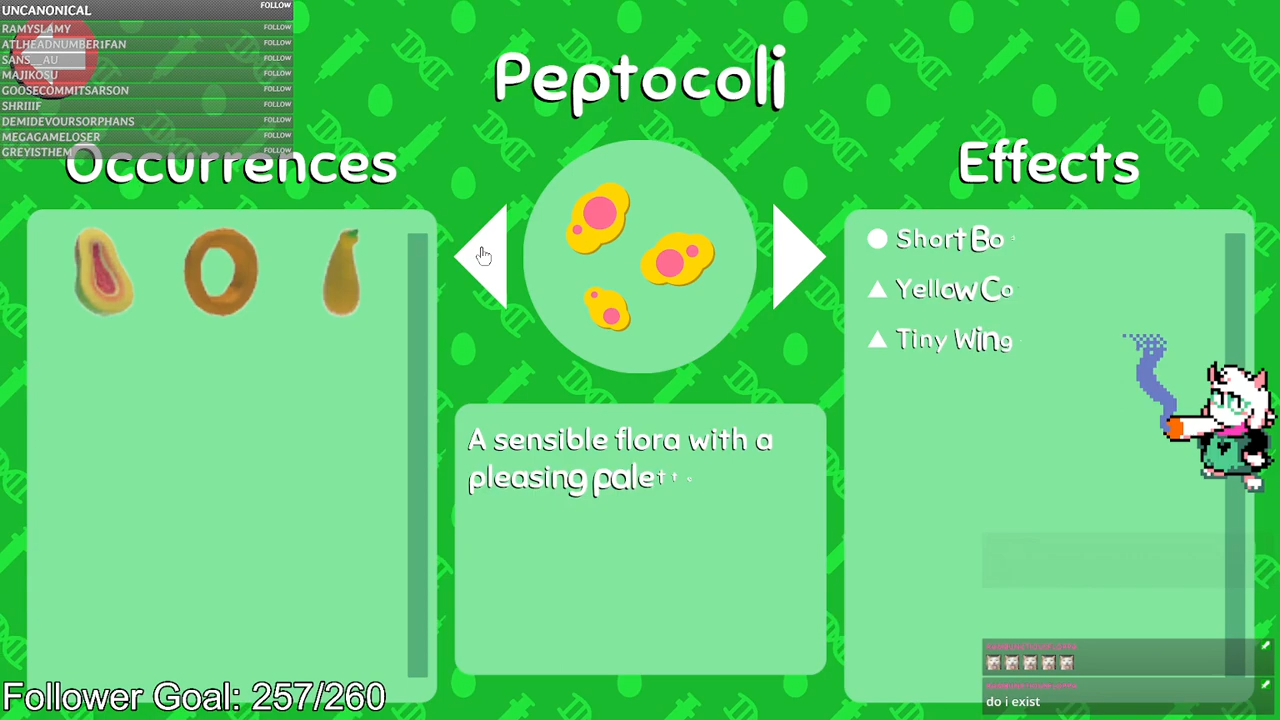 UNCANONICAL FOLLOW
RAMYSLAMY FOLLOW
ATLHEADNUMBER1FAN FOLLOW
SANS__AU FOLLOW
MAJIKOSU FOLLOW
GOOSECOMMITSARSON FOLLOW
SHRIIIF FOLLOW
DEMIDEVOURSORPHANS FOLLOW
MEGAGAMELOSER FOLLOW
GREYISTHEM FOLLOW
Peptocoli
Occurrences
Effects
Short Bo
Yellow Co
Tiny Wing
A sensible flora with a
pleasing palette
do i exist
Follower Goal: 257/260